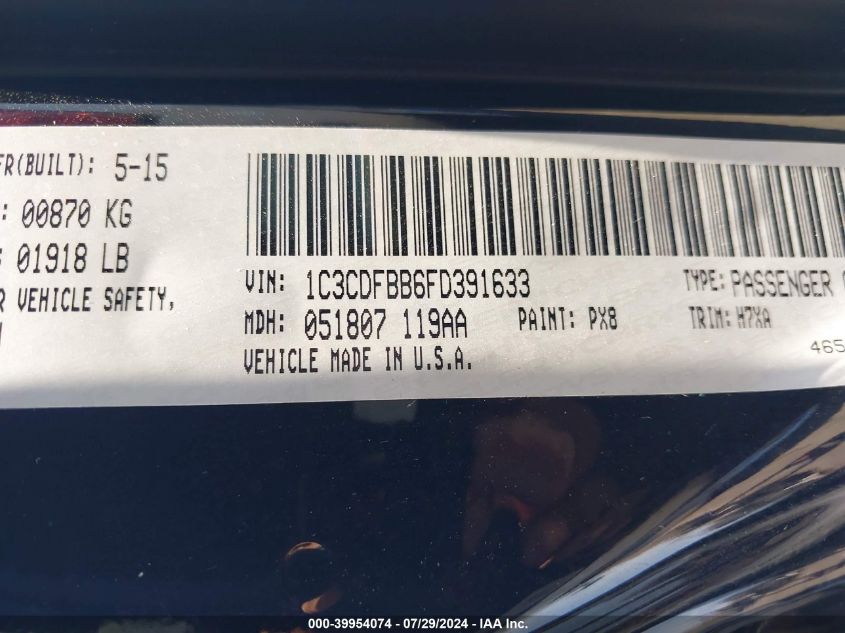 FR(BUILT): 5-15
: 00870 KG
01918 LB
R VEHICLE SAFETY,
VIN: 1C3CDFBB6FD391633 TYPE: PASSENGER
MDH: 051807 119AA PAINT: PX8 TRIM: H7XA
VEHICLE MADE IN U.S.A. 465
000-39954074 / 07/29/2024 - IAA Inc.